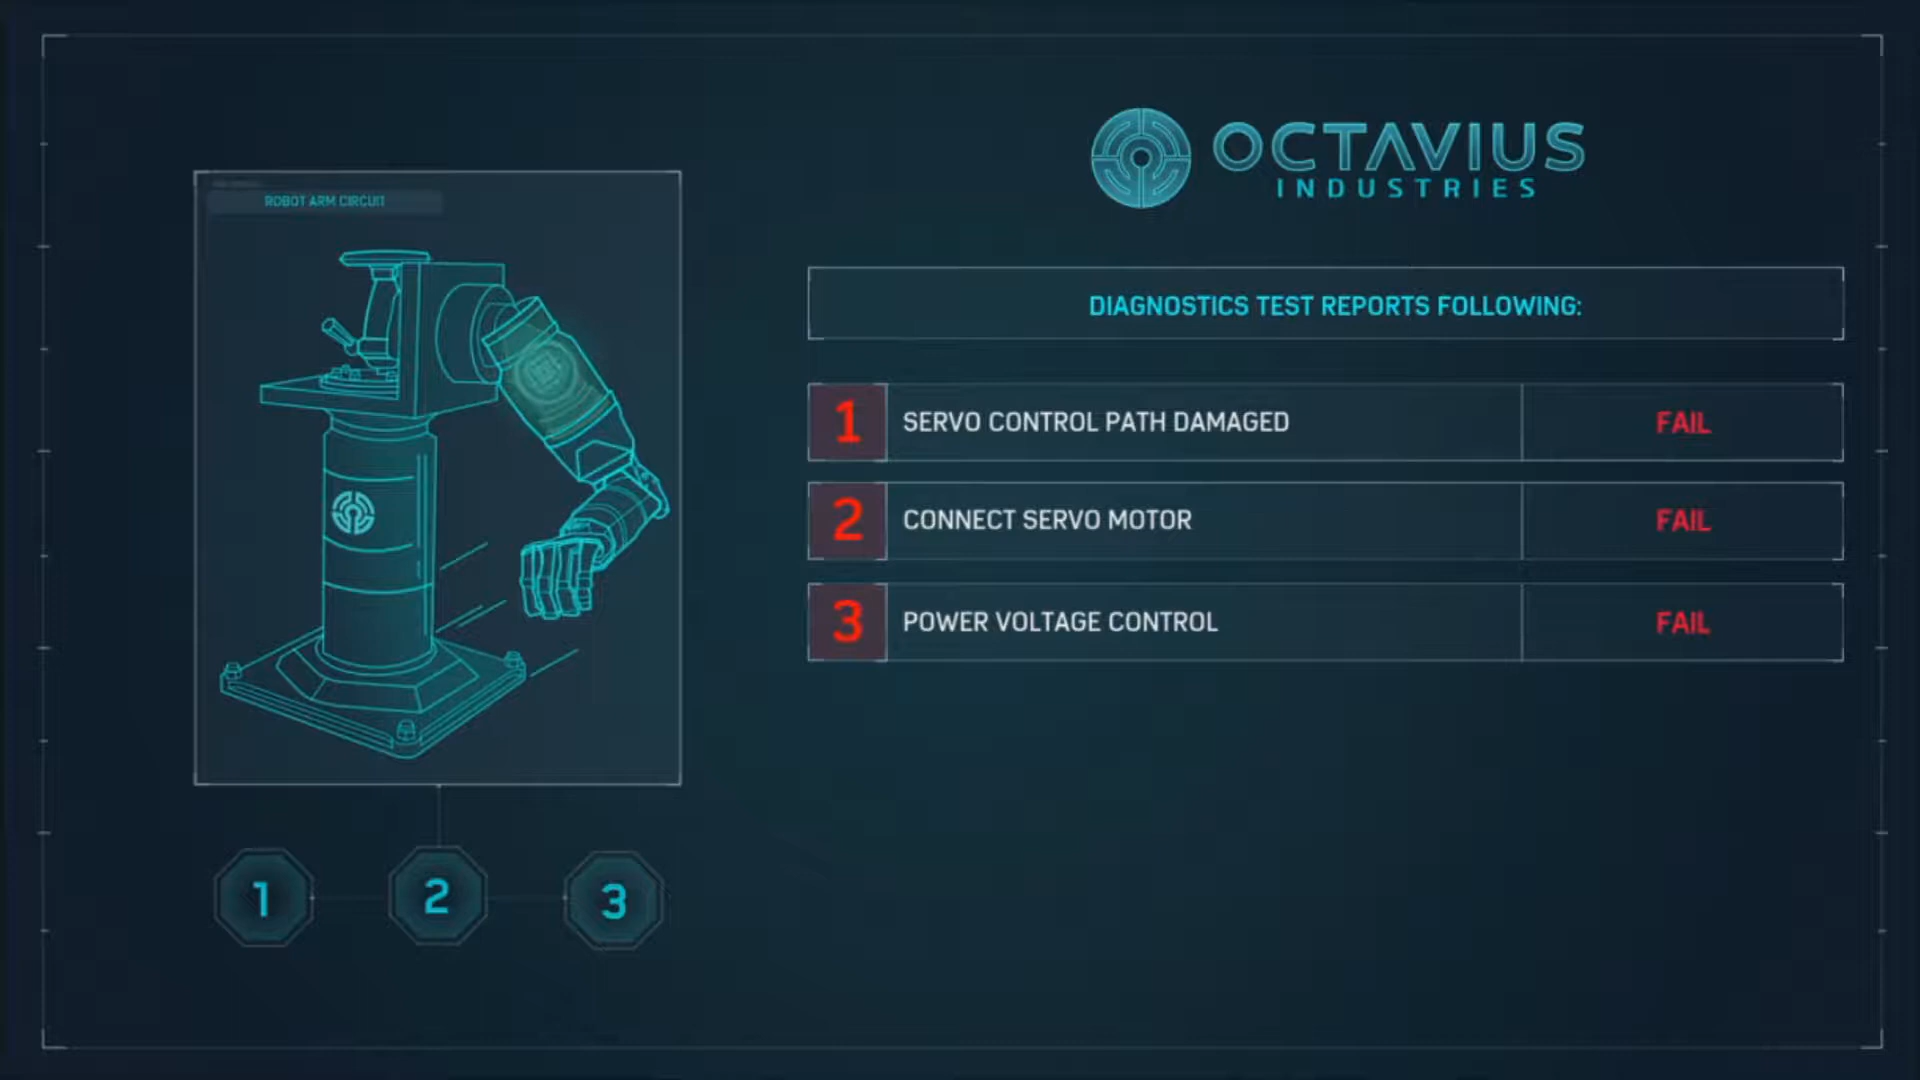 ROBOT ARM CIRCUIT
OCTAVIUS
INDUSTRIES
DIAGNOSTICS TEST REPORTS FOLLOWING:
1 SERVO CONTROL PATH DAMAGED FAIL
2 CONNECT SERVO MOTOR FAIL
3 POWER VOLTAGE CONTROL FAIL
1 2 3